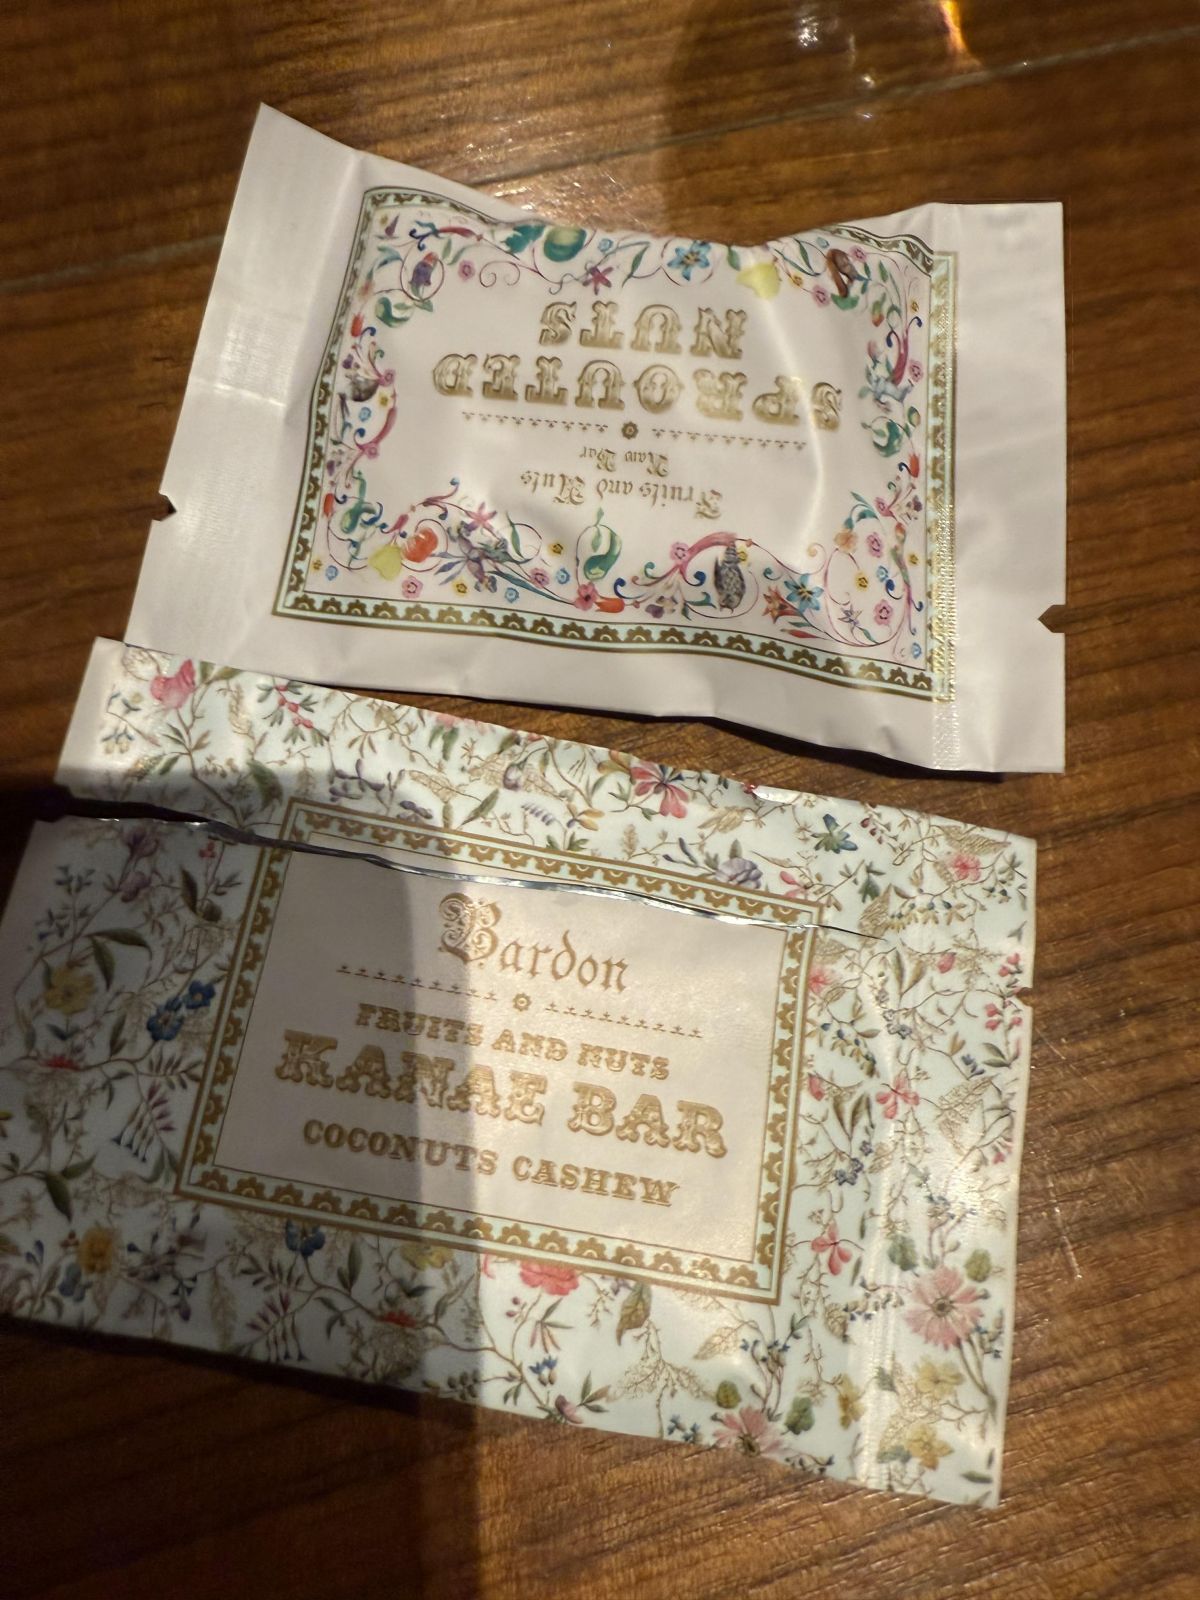 Fruits and Nuts
Raw Bar
SPROUTED
NUTS
Bardon
FRUITS AND NUTS
KANAE BAR
COCONUTS CASHEW